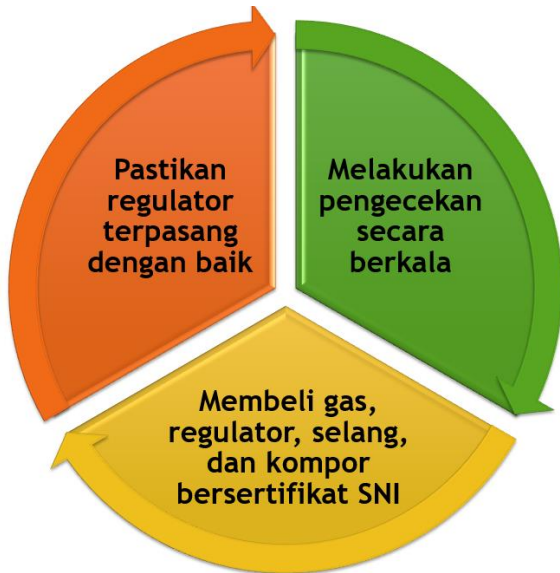 Pastikan
regulator
terpasang
dengan baik
Melakukan
pengecekan
secara
berkala
Membeli gas,
regulator, selang,
dan kompor
bersertifikat SNI